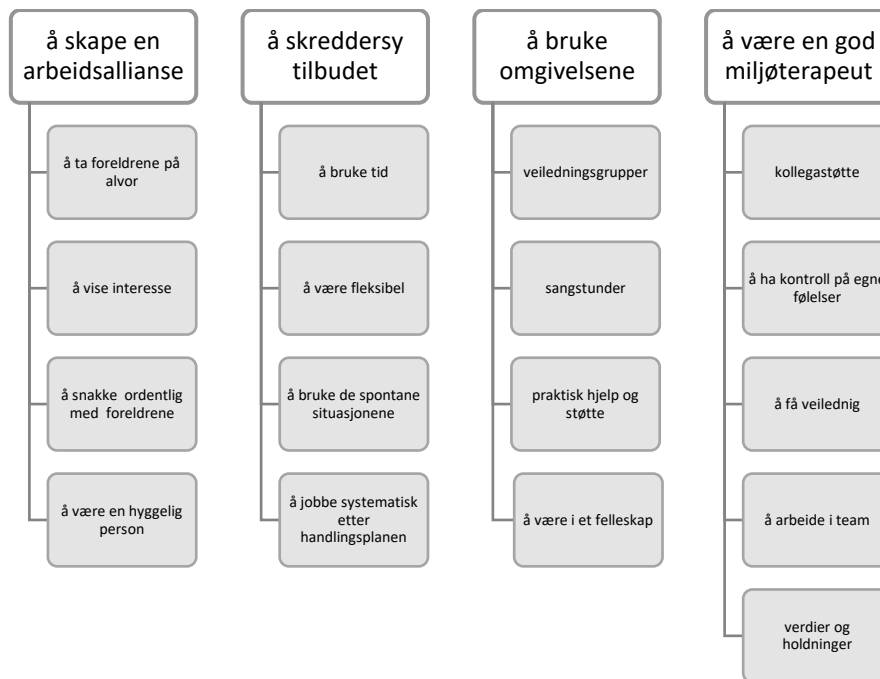 å skape en
arbeidsallianse
å ta foreldrene på
alvor
å vise interesse
å snakke ordentlig
med foreldrene
å være en hyggelig
person
å skreddersy
tilbudet
å bruke tid
å være fleksibel
å bruke de spontane
situasjonene
å jobbe systematisk
etter
handlingsplanen
å bruke
omgivelsene
veiledningsgrupper
sangstunder
praktisk hjelp og
støtte
å være i et felleskap
å være en god
miljøterapeut
kollegastøtte
å ha kontroll på egne
følelser
å få veilednig
å arbeide i team
verdier og
holdninger